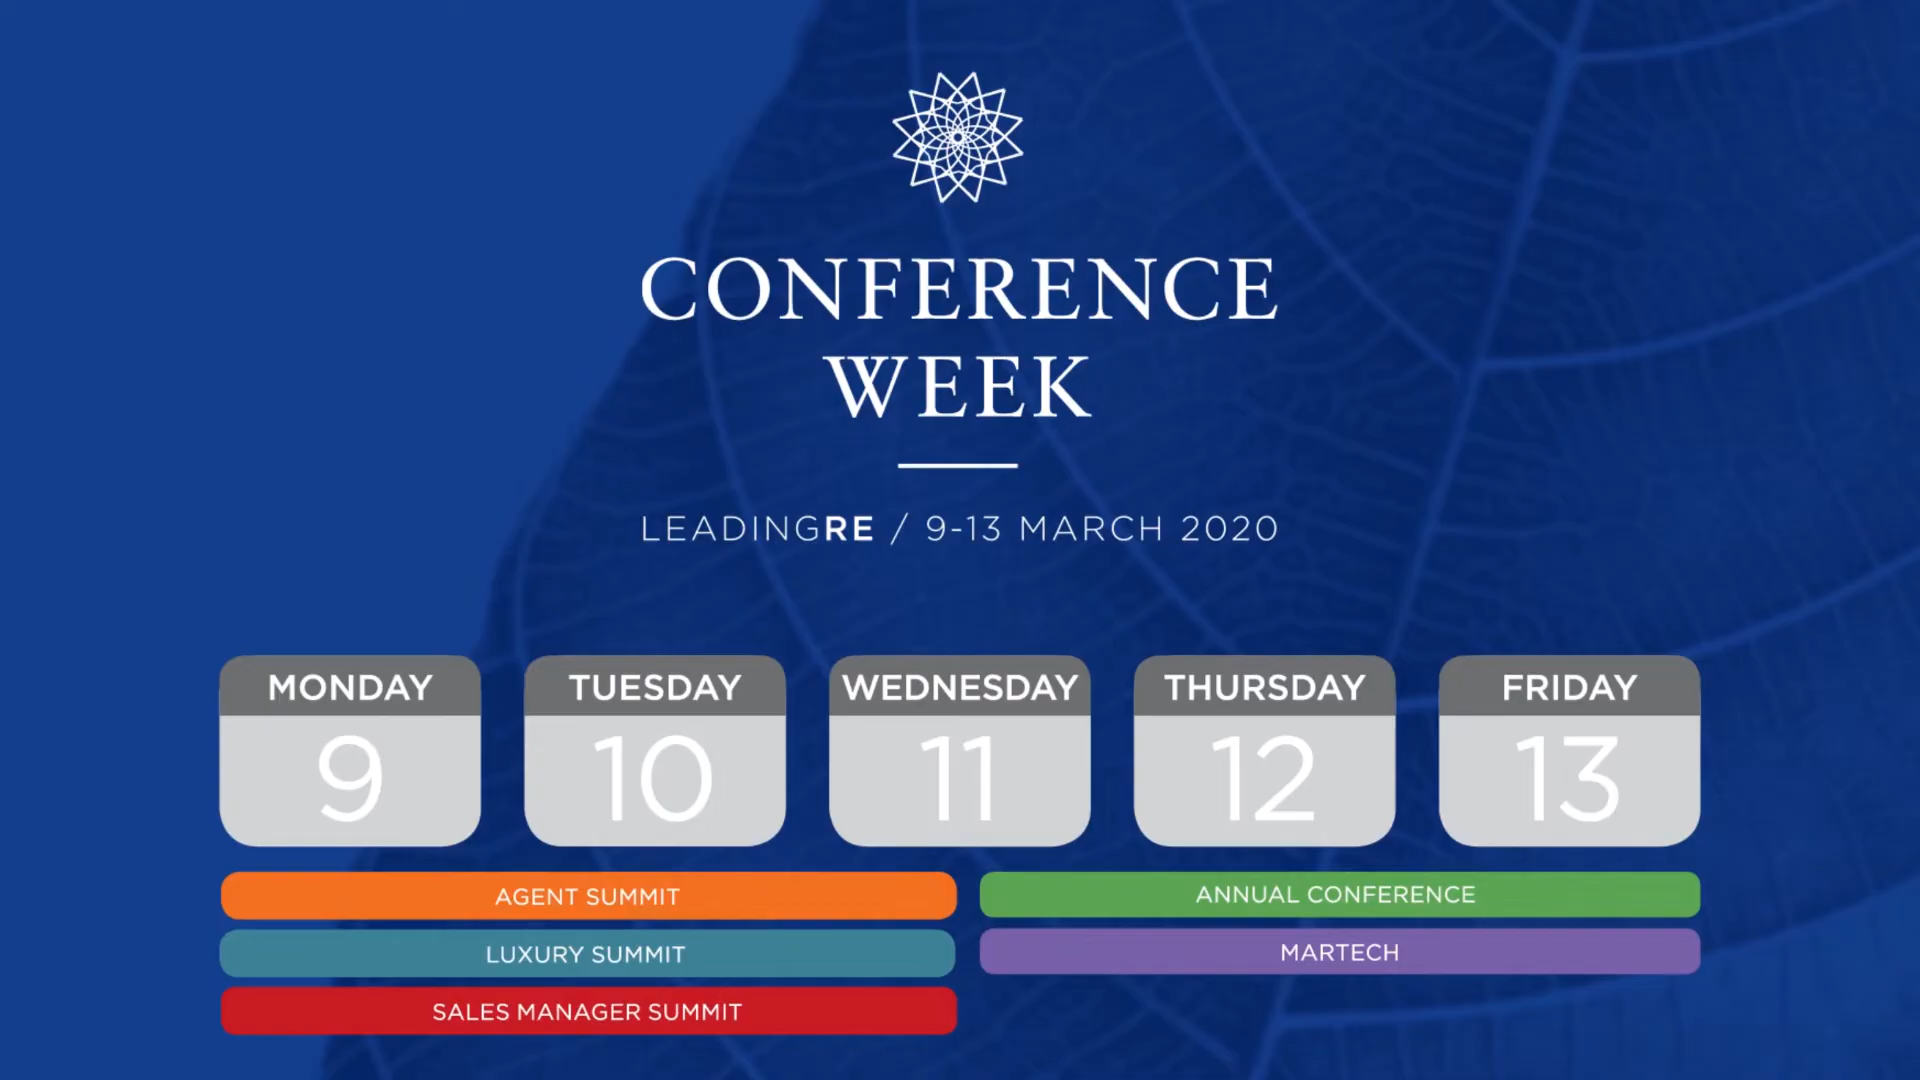 CONFERENCE
WEEK
LEADINGRE / 9-13 MARCH 2020
MONDAY TUESDAY WEDNESDAY THURSDAY FRIDAY
9 10 11 12 13
AGENT SUMMIT ANNUAL CONFERENCE
LUXURY SUMMIT MARTECH
SALES MANAGER SUMMIT